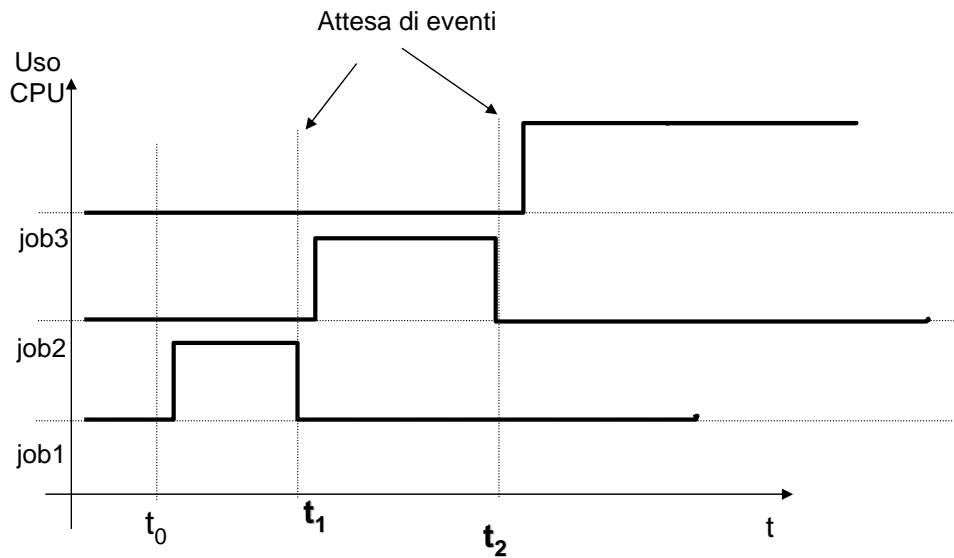 Attesa di eventi
Uso
CPU
job3
job2
job1
t0
t1
t2
t